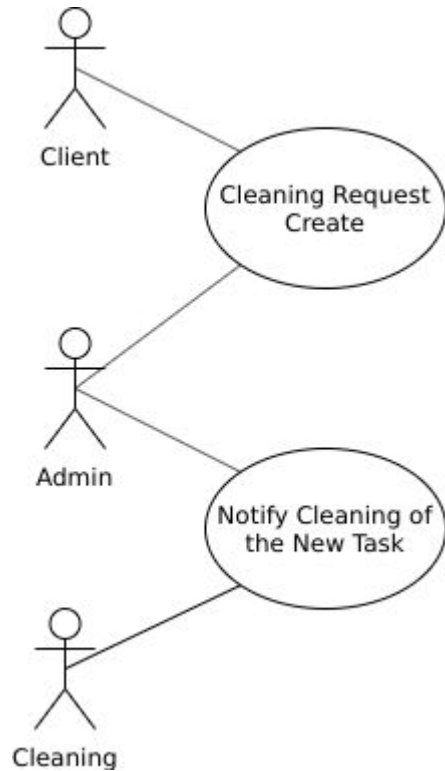 Client
Cleaning Request
Create
Admin
Notify Cleaning of
the New Task
Cleaning